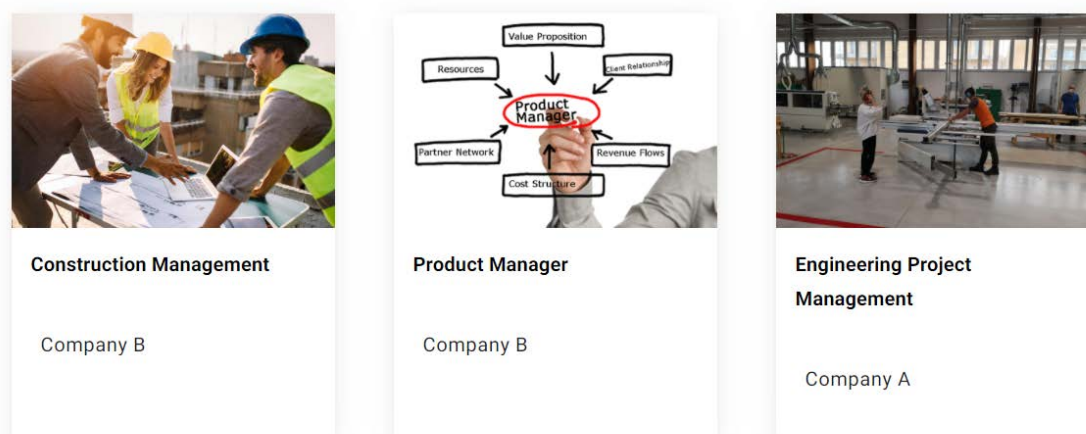 Value Proposition
Resources
Client Relationship
Product
Manager
Partner Network
Revenue Flows
Cost Structure
Construction Management
Product Manager
Engineering Project
Management
Company B
Company B
Company A